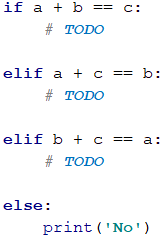 if a + b == c:
    # TODO
elif a + c == b:
    # TODO
elif b + c == a:
    # TODO
else:
    print('No')